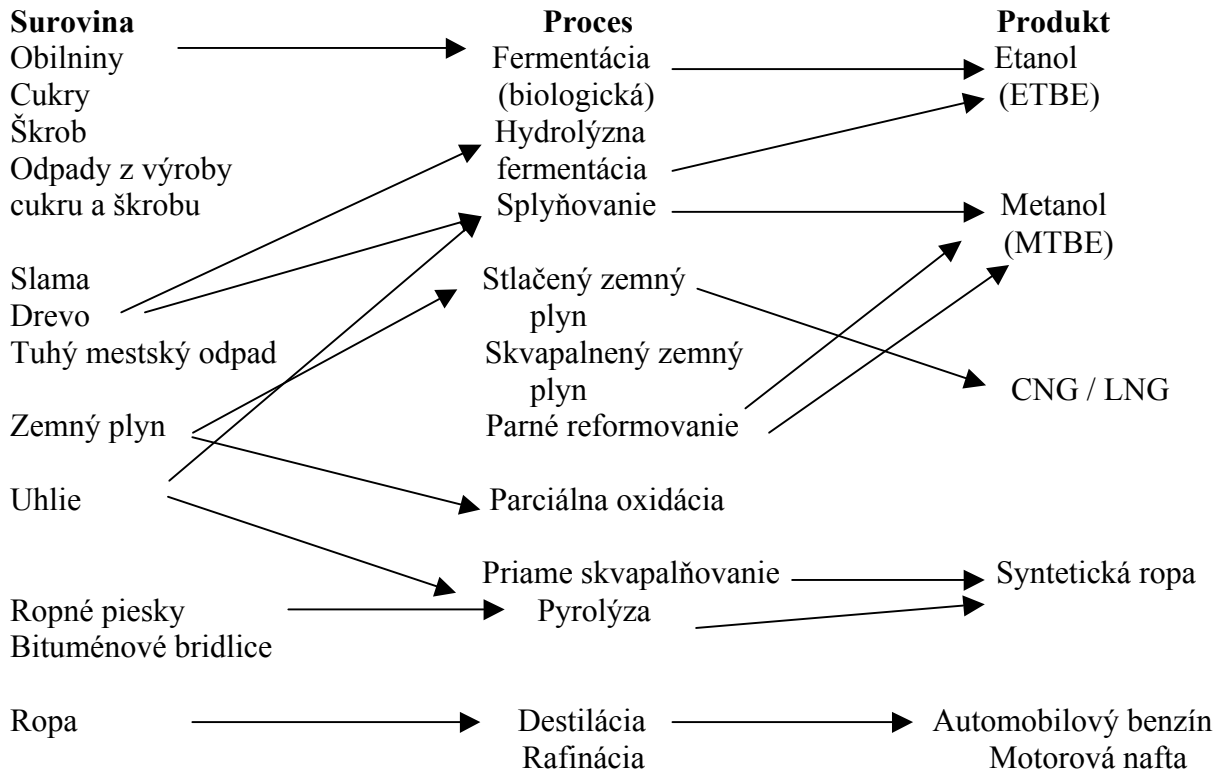 Surovina Proces Produkt
Obilniny Fermentácia Etanol
Cukry (biologická) (ETBE)
Škrob Hydrolýzna
Odpady z výroby fermentácia
cukru a škrobu Splyňovanie Metanol
(MTBE)
Slama Stlačený zemný
Drevo plyn
Tuhý mestský odpad Skvapalnený zemný
plyn CNG / LNG
Zemný plyn Parné reformovanie
Uhlie Parciálna oxidácia
Priame skvapalňovanie Syntetická ropa
Ropné piesky Pyrolýza
Bituménové bridlice
Ropa Destilácia Automobilový benzín
Rafinácia Motorová nafta